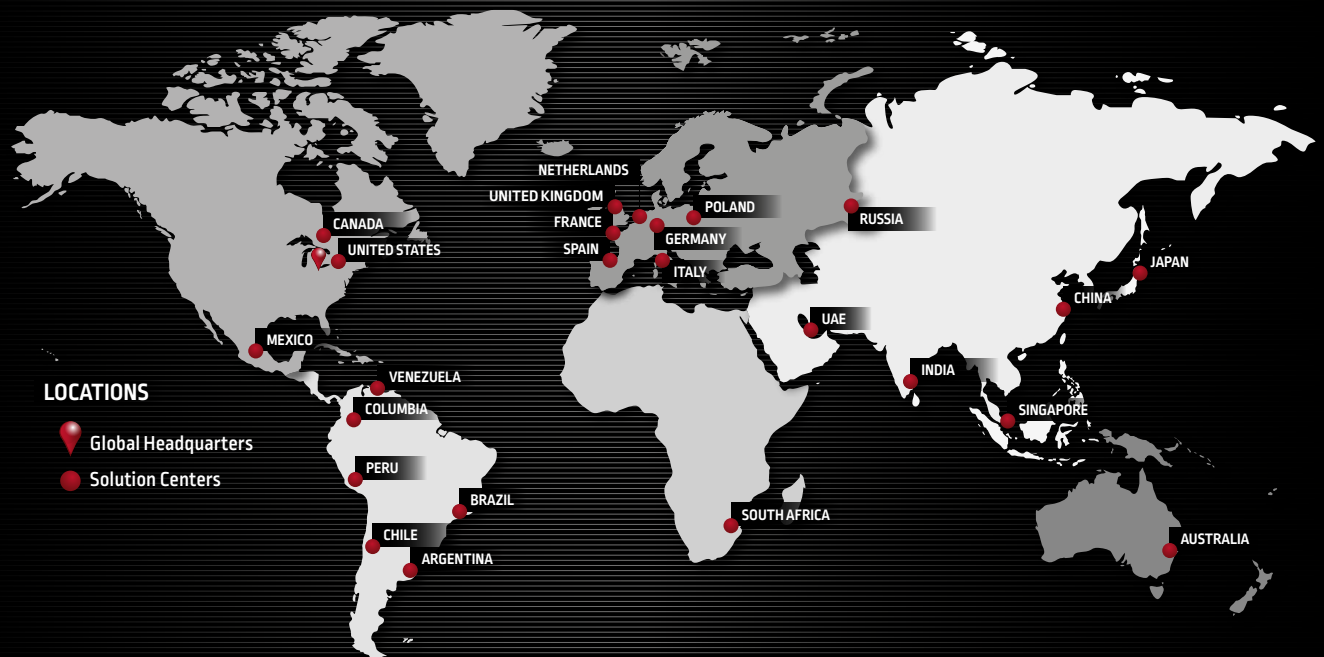 NETHERLANDS
UNITED KINGDOM
POLAND
CANADA
FRANCE
RUSSIA
GERMANY
UNITED STATES
SPAIN
ITALY
JAPAN
CHINA
UAE
MEXICO
INDIA
VENEZUELA
COLUMBIA
SINGAPORE
LOCATIONS
Global Headquarters
Solution Centers
PERU
BRAZIL
SOUTH AFRICA
CHILE
AUSTRALIA
ARGENTINA